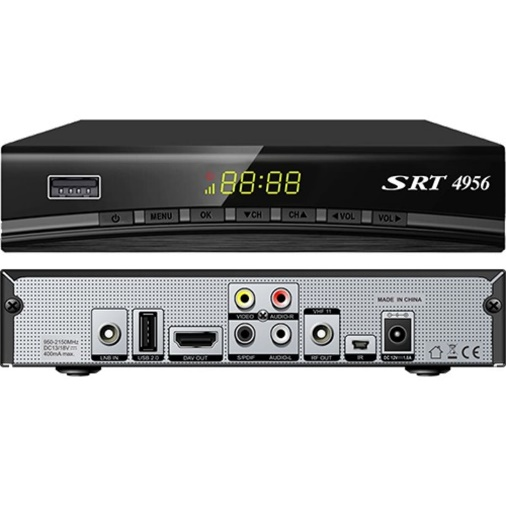 88:88
SRT 4956
MENU
OK
▼CH
CH▲
◄VOL
VOL►
VIDEO
AUDIO-R
VHF 11
MADE IN CHINA
950-2150MHz
DC13/18V
400mA max.
LNB IN
USB 2.0
DAV OUT
S/PDIF
AUDIO-L
RF OUT
IR
DC 12V
CE